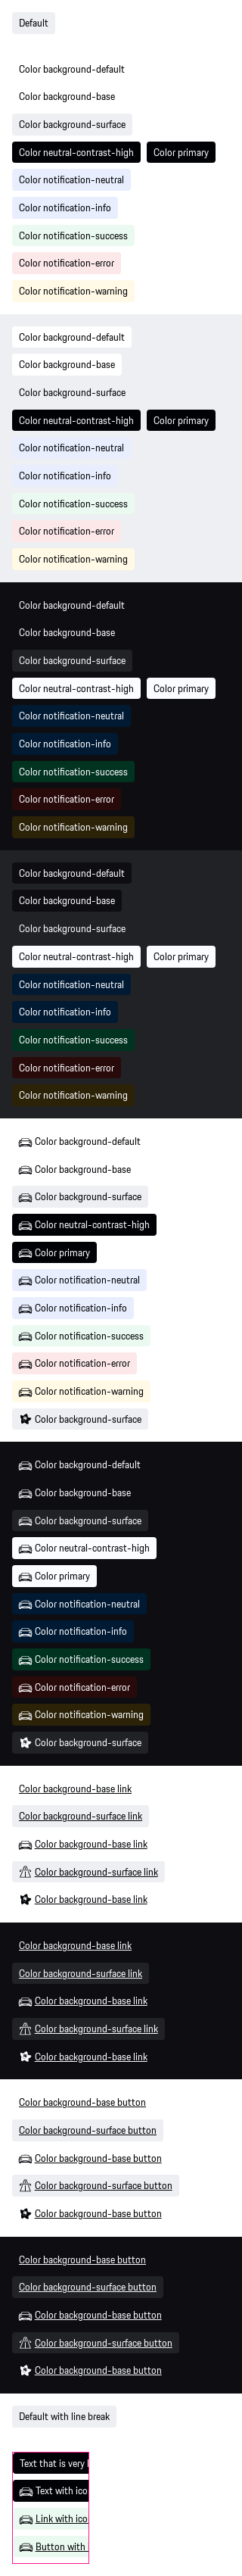 Default
Color background-default
Color background-base
Color background-surface
Color neutral-contrast-high Color primary
Color notification-neutral
Color notification-info
Color notification-success
Color notification-error
Color notification-warning
Color background-default
Color background-base
Color background-surface
Color neutral-contrast-high Color primary
Color notification-neutral
Color notification-info
Color notification-success
Color notification-error
Color notification-warning
Color background-default
Color background-base
Color background-surface
Color neutral-contrast-high Color primary
Color notification-neutral
Color notification-info
Color notification-success
Color notification-error
Color notification-warning
Color background-default
Color background-base
Color background-surface
Color neutral-contrast-high Color primary
Color notification-neutral
Color notification-info
Color notification-success
Color notification-error
Color notification-warning
Color background-default
Color background-base
Color background-surface
Color neutral-contrast-high
Color primary
Color notification-neutral
Color notification-info
Color notification-success
Color notification-error
Color notification-warning
Color background-surface
Color background-default
Color background-base
Color background-surface
Color neutral-contrast-high
Color primary
Color notification-neutral
Color notification-info
Color notification-success
Color notification-error
Color notification-warning
Color background-surface
Color background-base link
Color background-surface link
Color background-base link
Color background-surface link
Color background-base link
Color background-base link
Color background-surface link
Color background-base link
Color background-surface link
Color background-base link
Color background-base button
Color background-surface button
Color background-base button
Color background-surface button
Color background-base button
Color background-base button
Color background-surface button
Color background-base button
Color background-surface button
Color background-base button
Default with line break
Text that is very
Text with ico
Link with ico
Button with